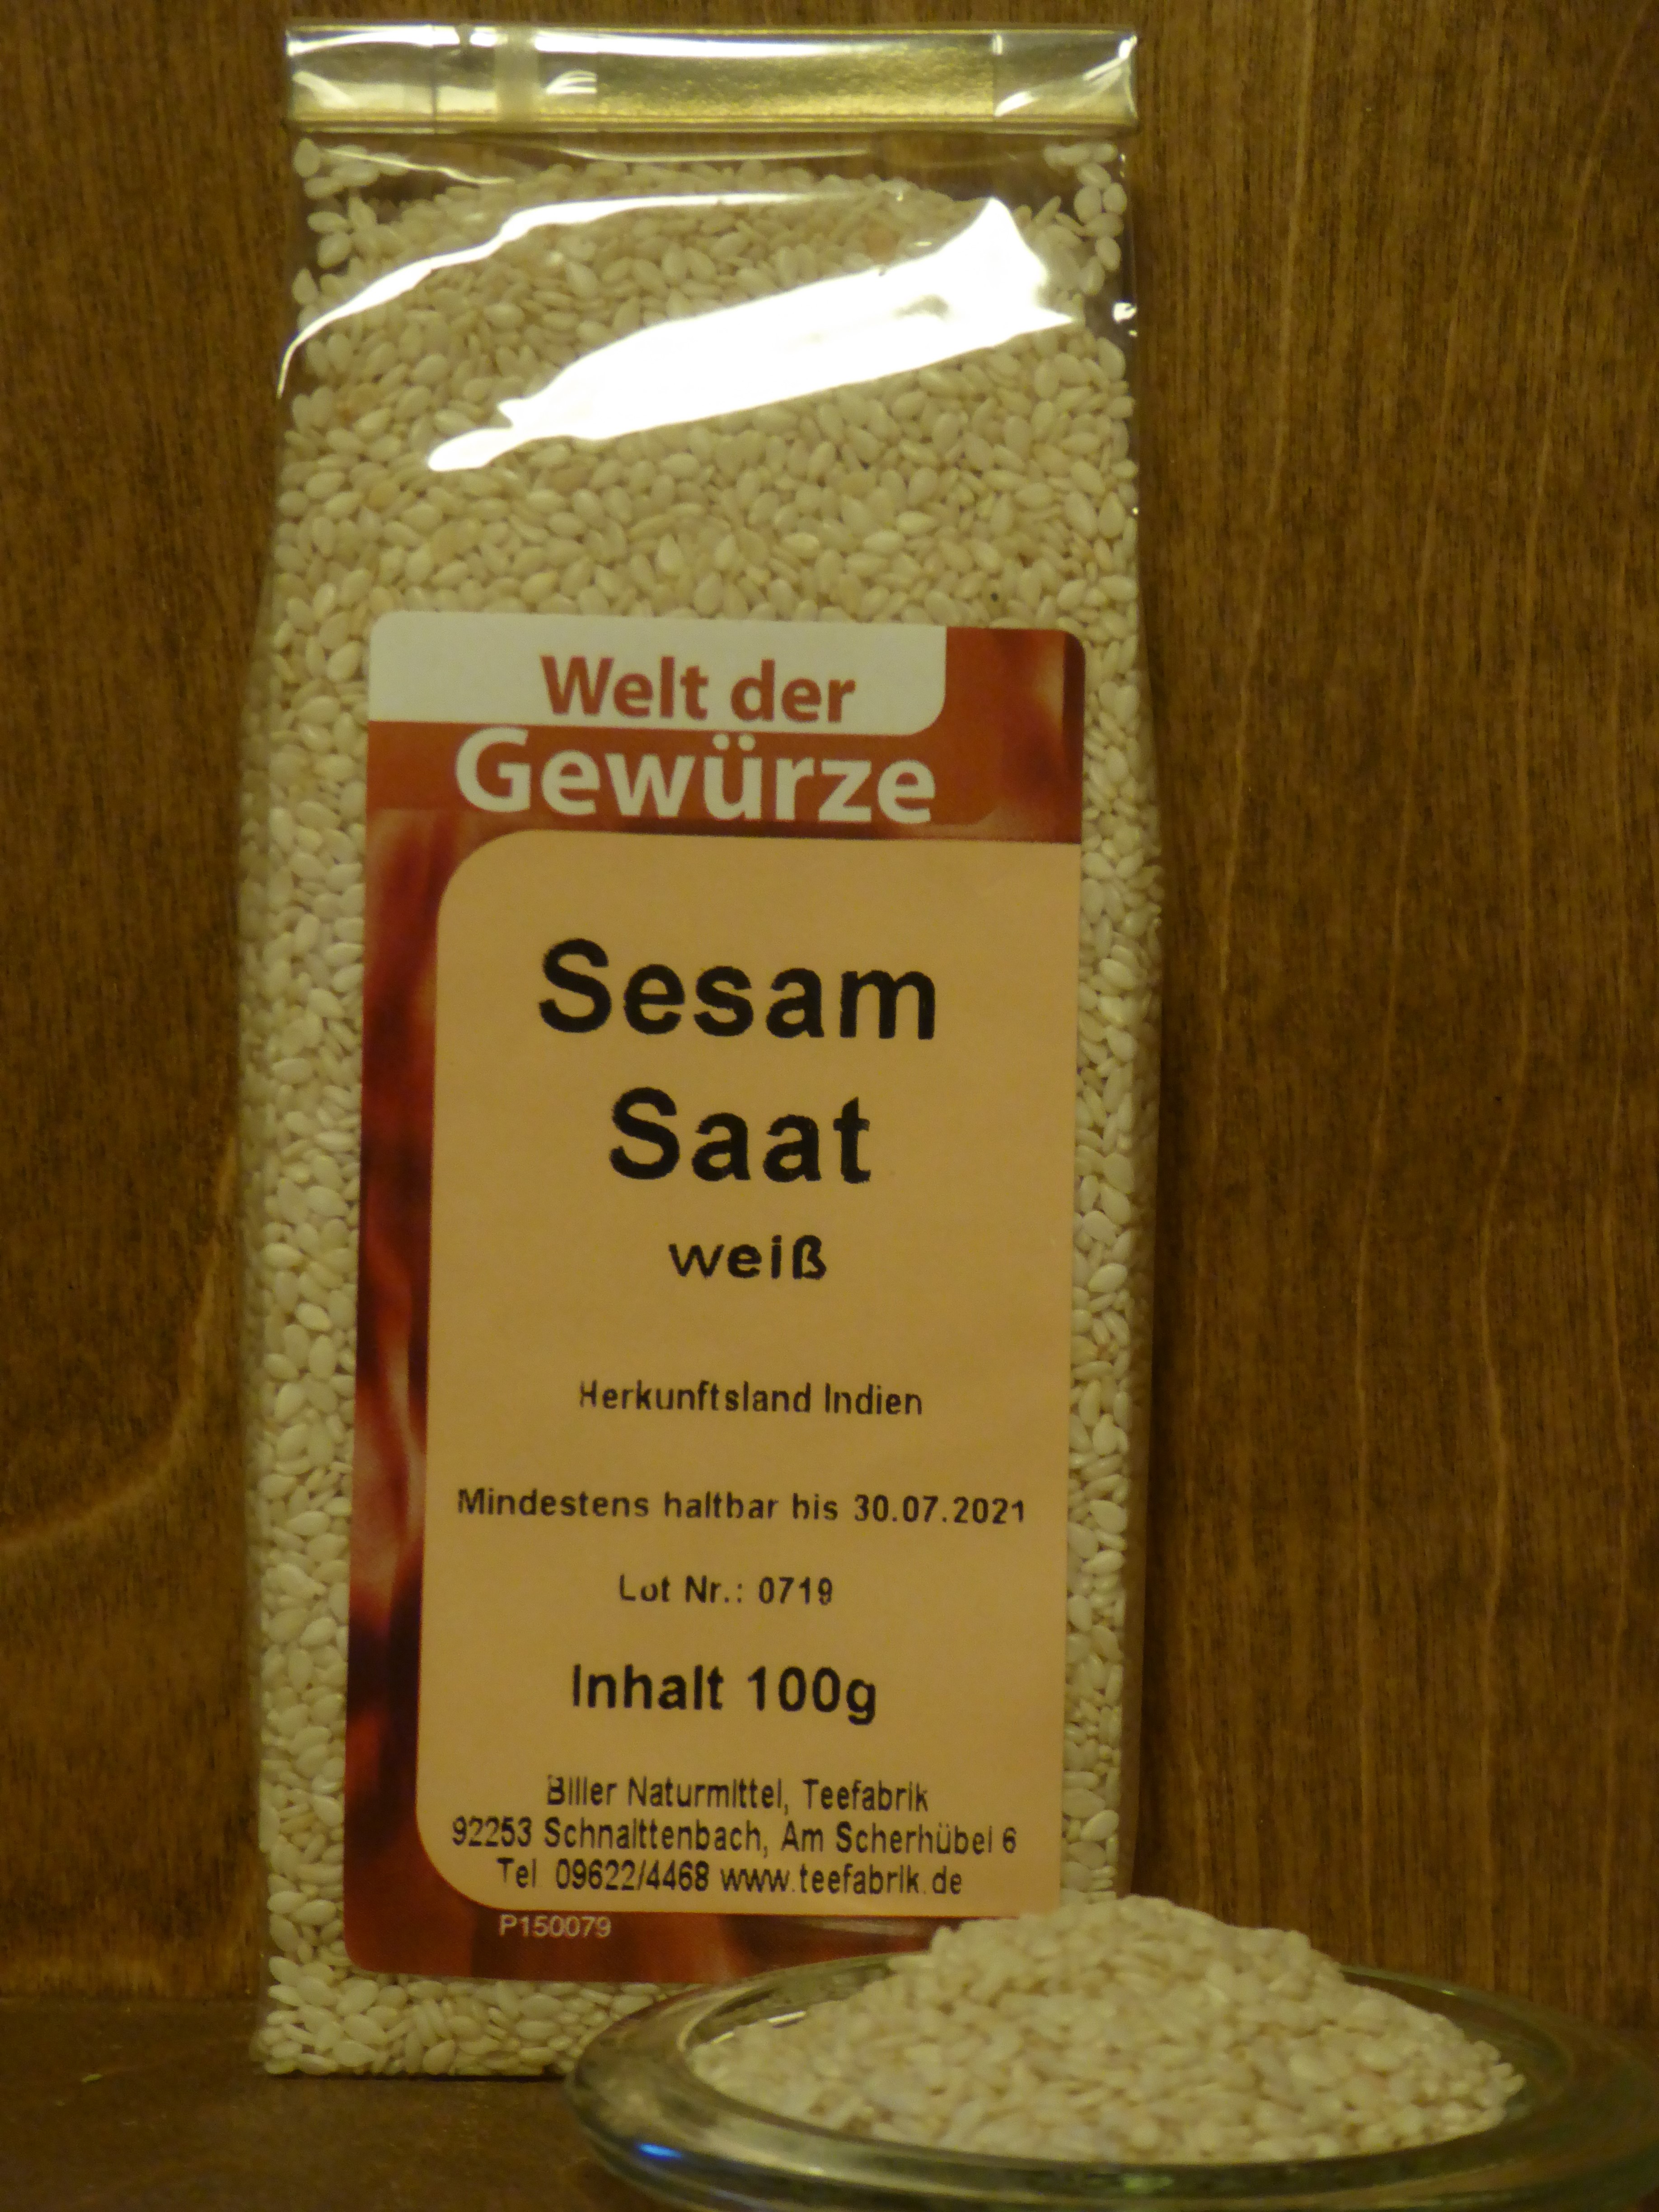 Welt der
Gewürze
Sesam
Saat
weiß
Herkunftsland Indien
Mindestens haltbar bis 30.07.2021
Lot Nr.: 0719
Inhalt 100g
Biller Naturmittel, Teefabrik
92253 Schnaittenbach, Am Scherhübel 6
Tel 09622/4468 www.teefabrik.de
P150079